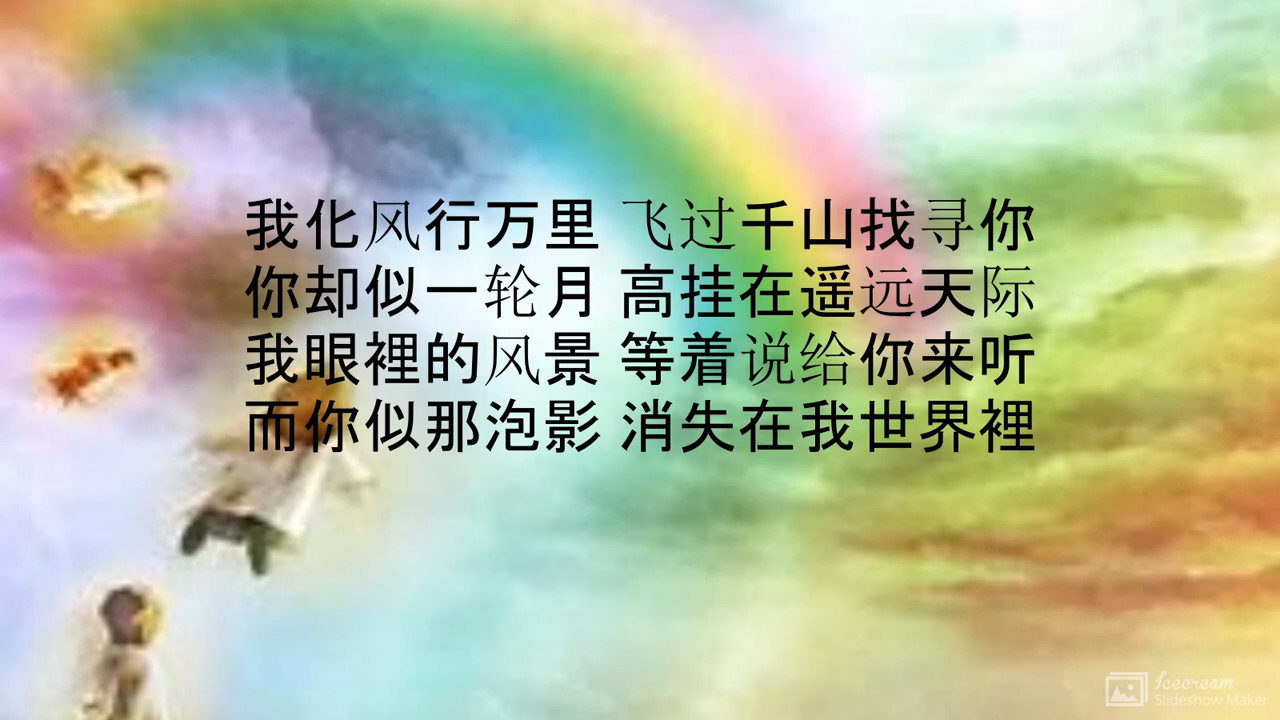 我化风行万里 飞过千山找寻你
你却似一轮月 高挂在遥远天际
我眼裡的风景 等着说给你来听
而你似那泡影 消失在我世界裡
Icecream
Slideshow Maker